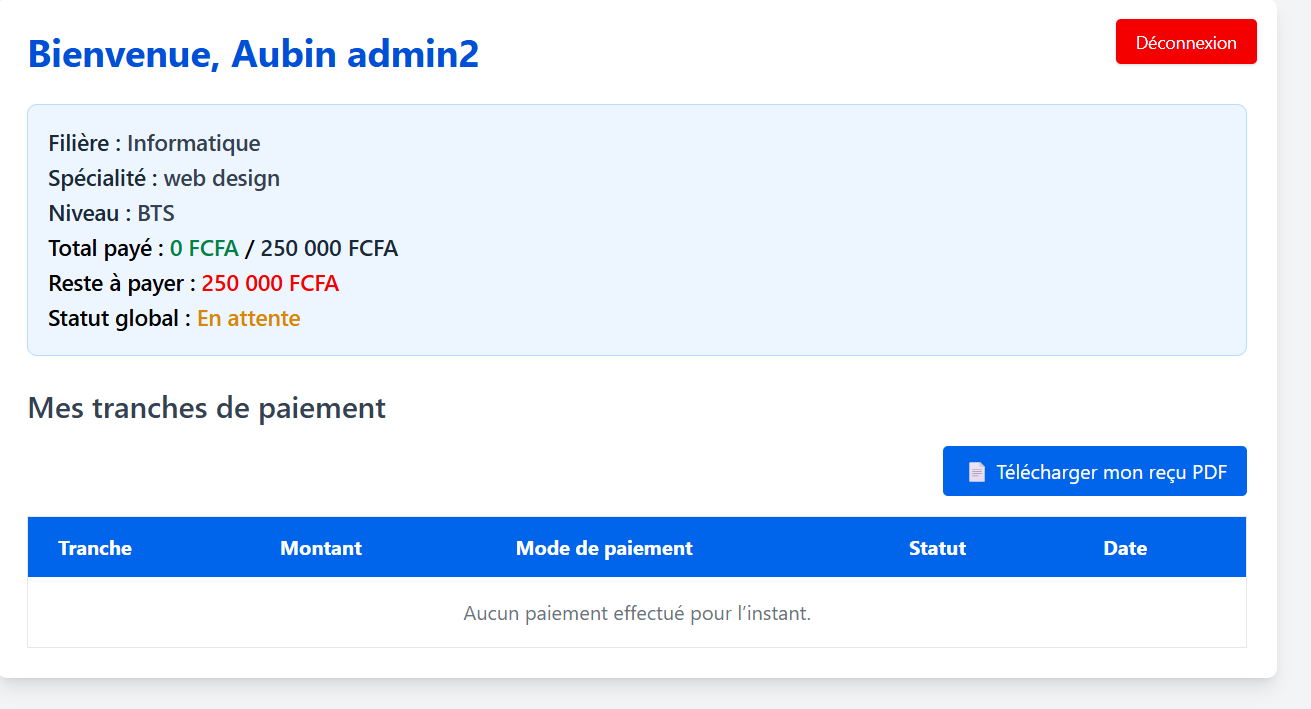 Bienvenue, Aubin admin2
Déconnexion
Filière : Informatique
Spécialité : web design
Niveau : BTS
Total payé : 0 FCFA / 250 000 FCFA
Reste à payer : 250 000 FCFA
Statut global : En attente
Mes tranches de paiement
Télécharger mon reçu PDF
Tranche Montant Mode de paiement Statut Date
Aucun paiement effectué pour l’instant.